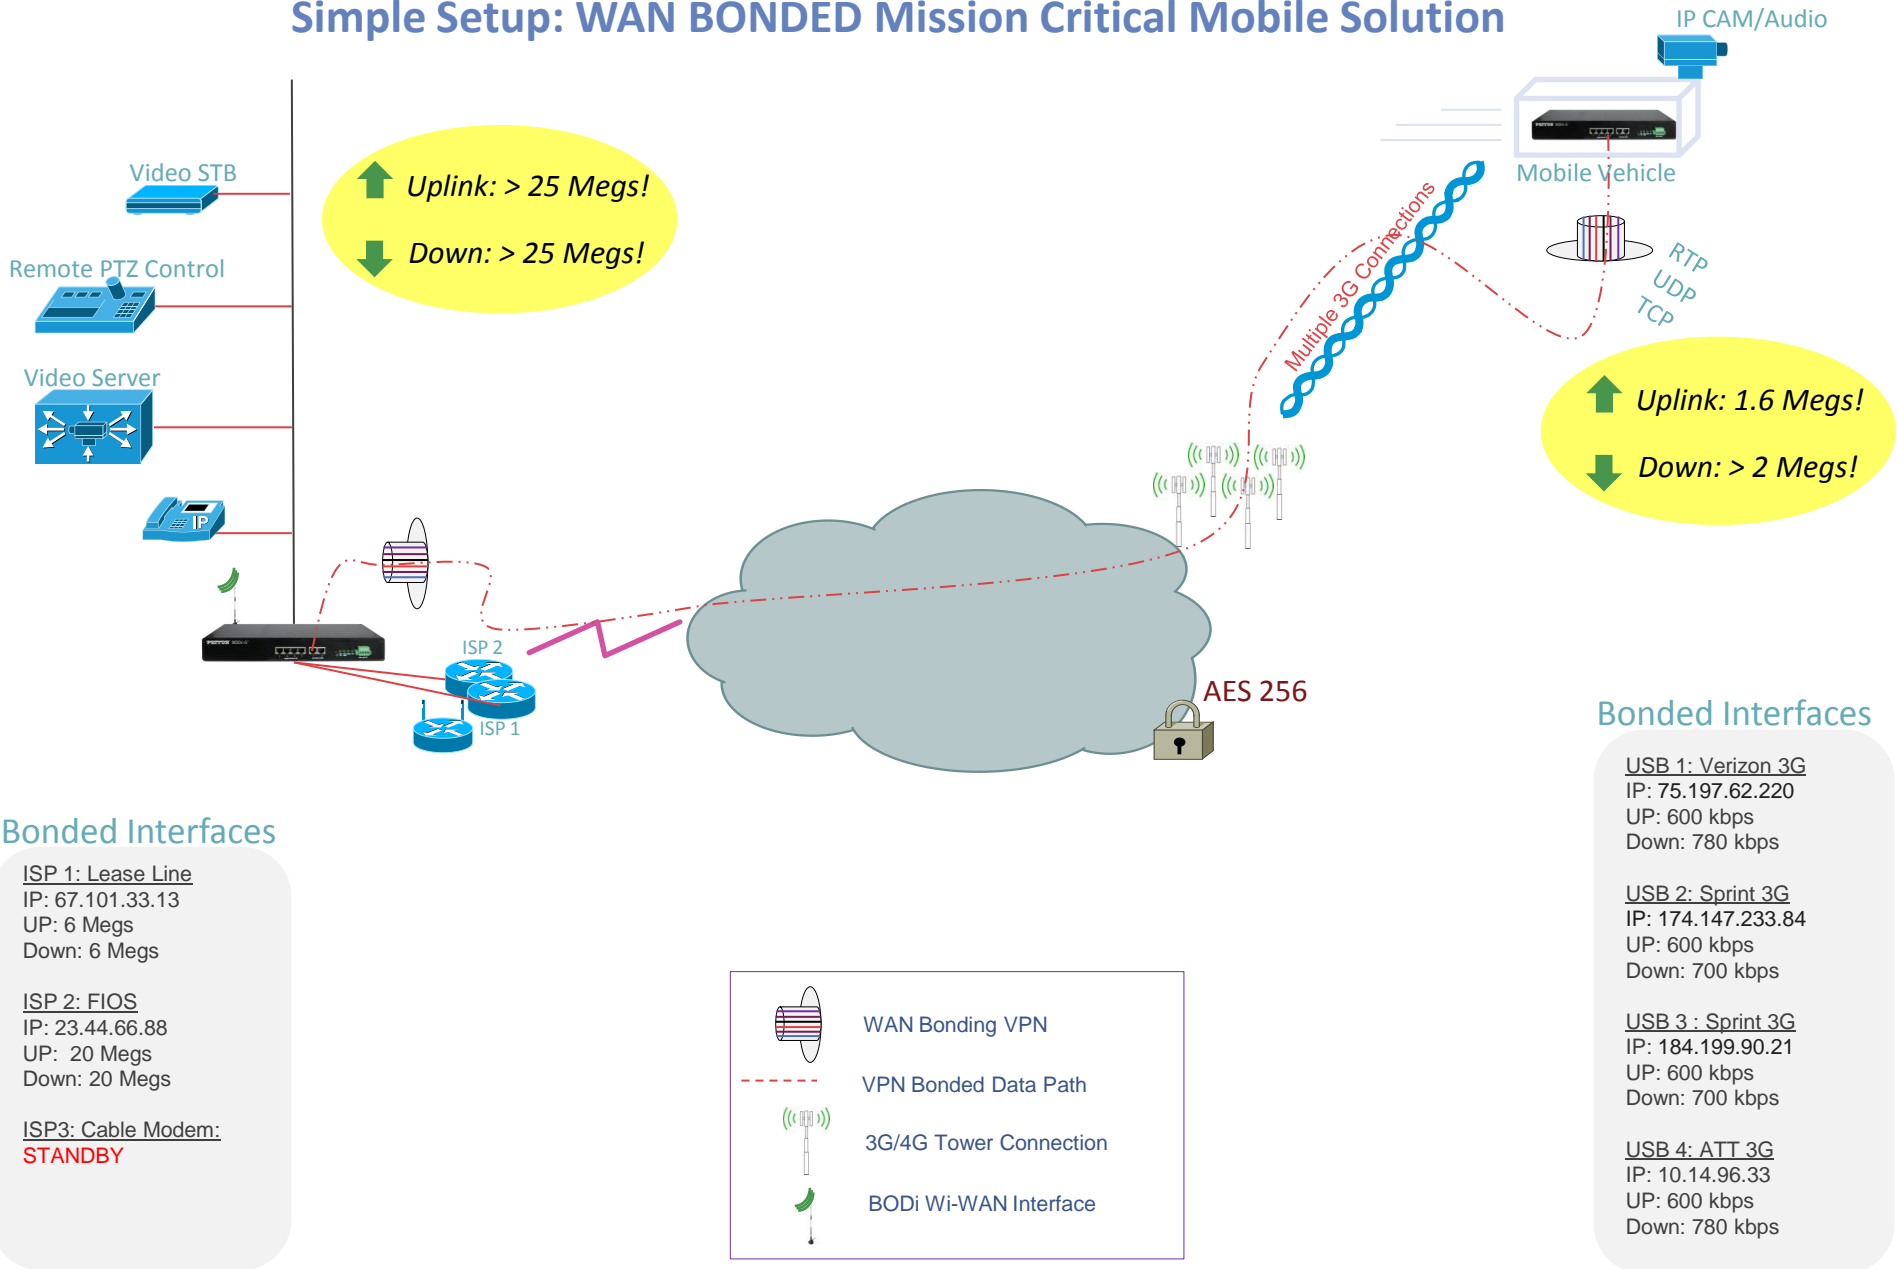 Simple Setup: WAN BONDED Mission Critical Mobile Solution
IP CAM/Audio
Mobile Vehicle
Video STB
Uplink: > 25 Megs!
Down: > 25 Megs!
Remote PTZ Control
Video Server
IP
Multiple 3G Connections
RTP
UDP
TCP
Uplink: 1.6 Megs!
Down: > 2 Megs!
ISP 2
ISP 1
AES 256
Bonded Interfaces
ISP 1: Lease Line
IP: 67.101.33.13
UP: 6 Megs
Down: 6 Megs
ISP 2: FIOS
IP: 23.44.66.88
UP: 20 Megs
Down: 20 Megs
ISP3: Cable Modem:
STANDBY
WAN Bonding VPN
VPN Bonded Data Path
3G/4G Tower Connection
BODi Wi-WAN Interface
Bonded Interfaces
USB 1: Verizon 3G
IP: 75.197.62.220
UP: 600 kbps
Down: 780 kbps
USB 2: Sprint 3G
IP: 174.147.233.84
UP: 600 kbps
Down: 700 kbps
USB 3 : Sprint 3G
IP: 184.199.90.21
UP: 600 kbps
Down: 700 kbps
USB 4: ATT 3G
IP: 10.14.96.33
UP: 600 kbps
Down: 780 kbps